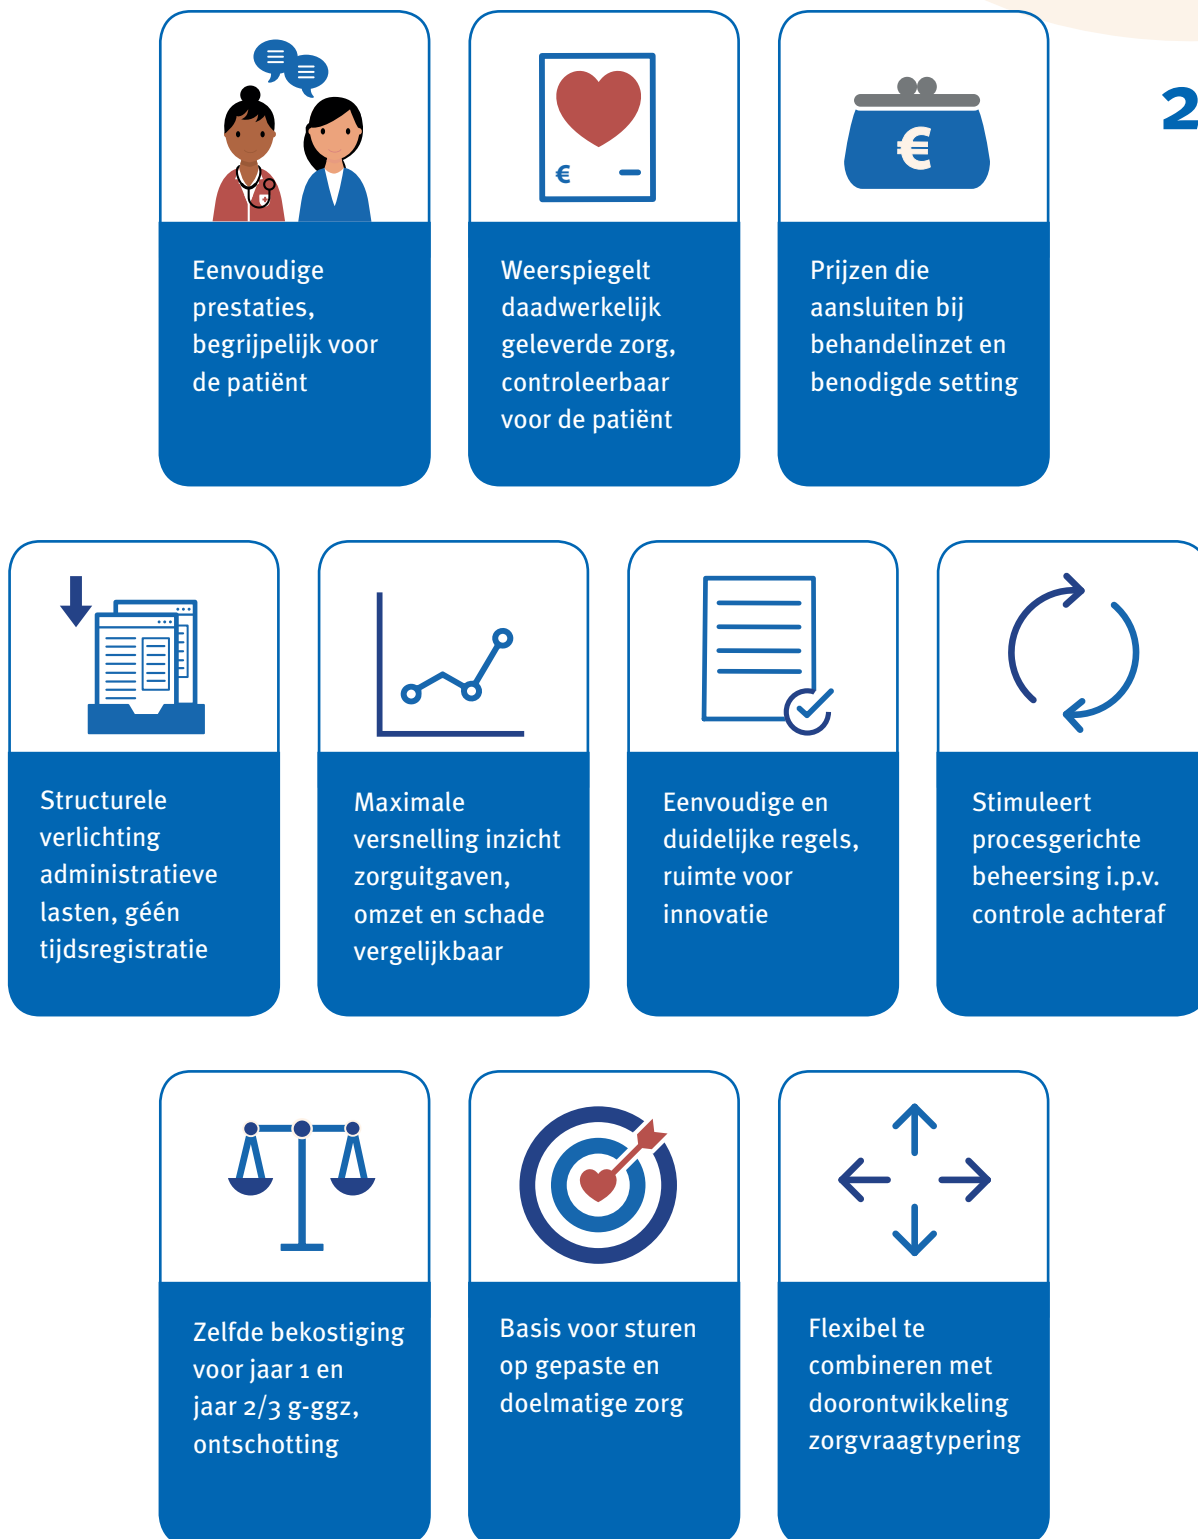 2
€
€
Eenvoudige
prestaties,
begrijpelijk voor
de patiënt
Weerspiegelt
daadwerkelijk
geleverde zorg,
controleerbaar
voor de patiënt
Prijzen die
aansluiten bij
behandelinzet en
benodigde setting
Structurele
verlichting
administratieve
lasten, géén
tijdsregistratie
Maximale
versnelling inzicht
zorguitgaven,
omzet en schade
vergelijkbaar
Eenvoudige en
duidelijke regels,
ruimte voor
innovatie
Stimuleert
procesgerichte
beheersing i.p.v.
controle achteraf
Zelfde bekostiging
voor jaar 1 en
jaar 2/3 g-ggz,
ontschotting
Basis voor sturen
op gepaste en
doelmatige zorg
Flexibel te
combineren met
doorontwikkeling
zorgvraagtypering